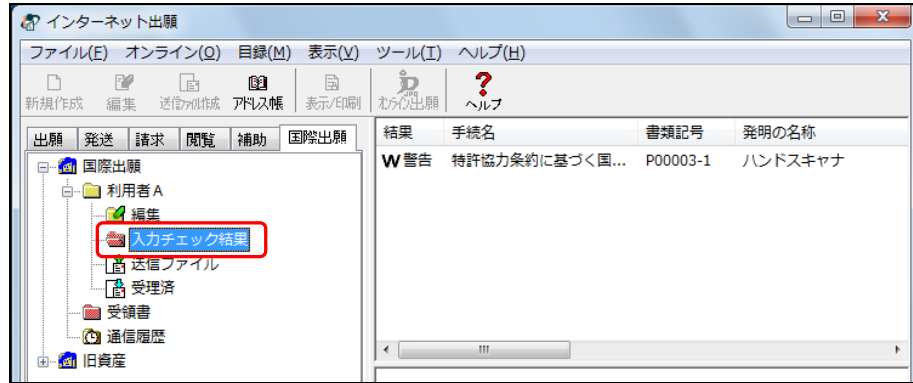 インターネット出願
ファイル(F) オンライン(O) 目録(M) 表示(V) ツール(T) ヘルプ(H)
新規作成 編集 送信ファイル作成 アドレス帳 表示/印刷 オンライン出願 ヘルプ
出願 発送 請求 閲覧 補助 国際出願
結果 手続名 書類記号 発明の名称
W警告 特許協力条約に基づく国... P00003-1 ハンドスキャナ
国際出願
利用者A
編集
入力チェック結果
送信ファイル
受理済
受領書
通信履歴
旧資産